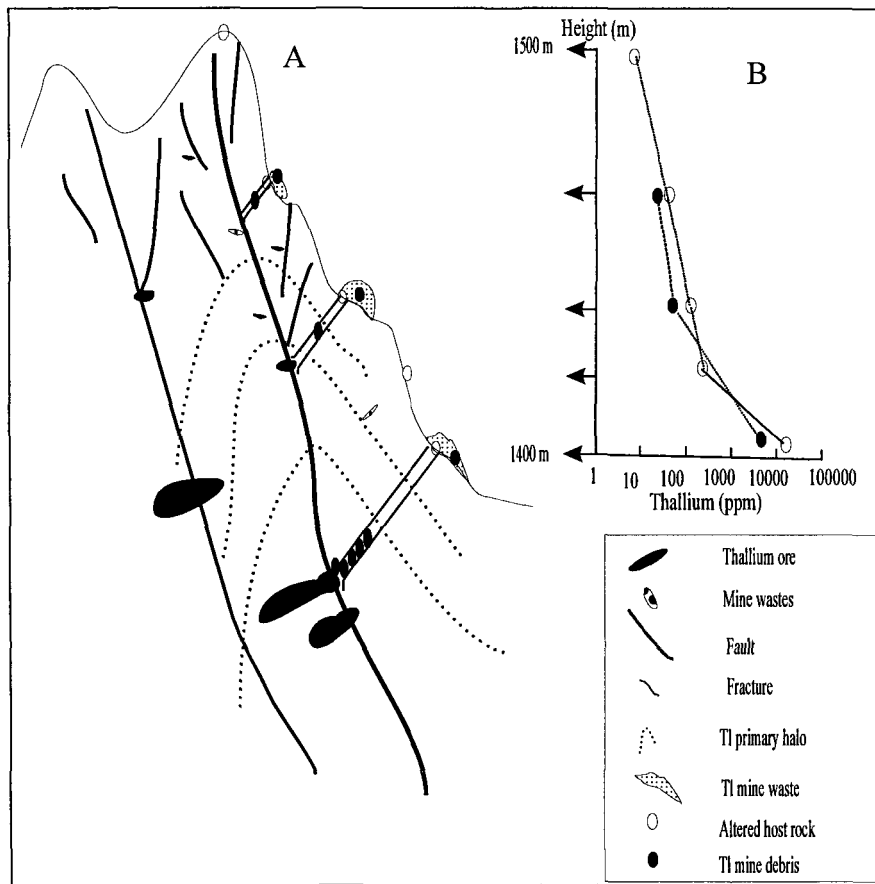 A
Height (m)
1500 m
B
1400 m
1 10 100 1000 10000 100000
Thallium (ppm)
Thallium ore
Mine wastes
Fault
Fracture
Tl primary halo
Tl mine waste
Altered host rock
Tl mine debris